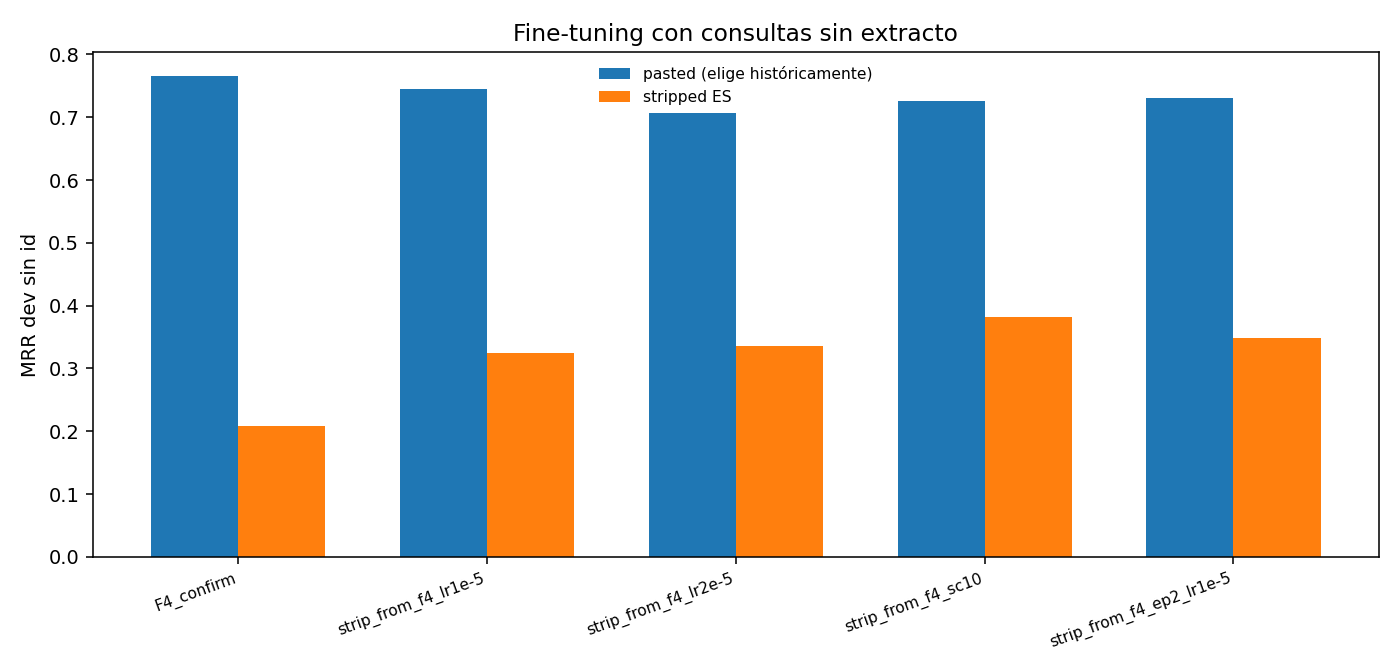 Fine-tuning con consultas sin extracto
pasted (elige históricamente)
stripped ES
MRR dev sin id
0.8
0.7
0.6
0.5
0.4
0.3
0.2
0.1
0.0
F4_confirm
strip_from_f4_lr1e-5
strip_from_f4_lr2e-5
strip_from_f4_sc10
strip_from_f4_ep2_lr1e-5